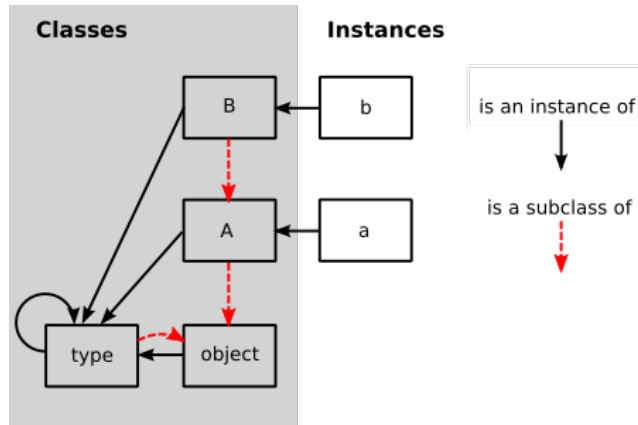 Classes
Instances
B
b
is an instance of
is a subclass of
A
a
type
object